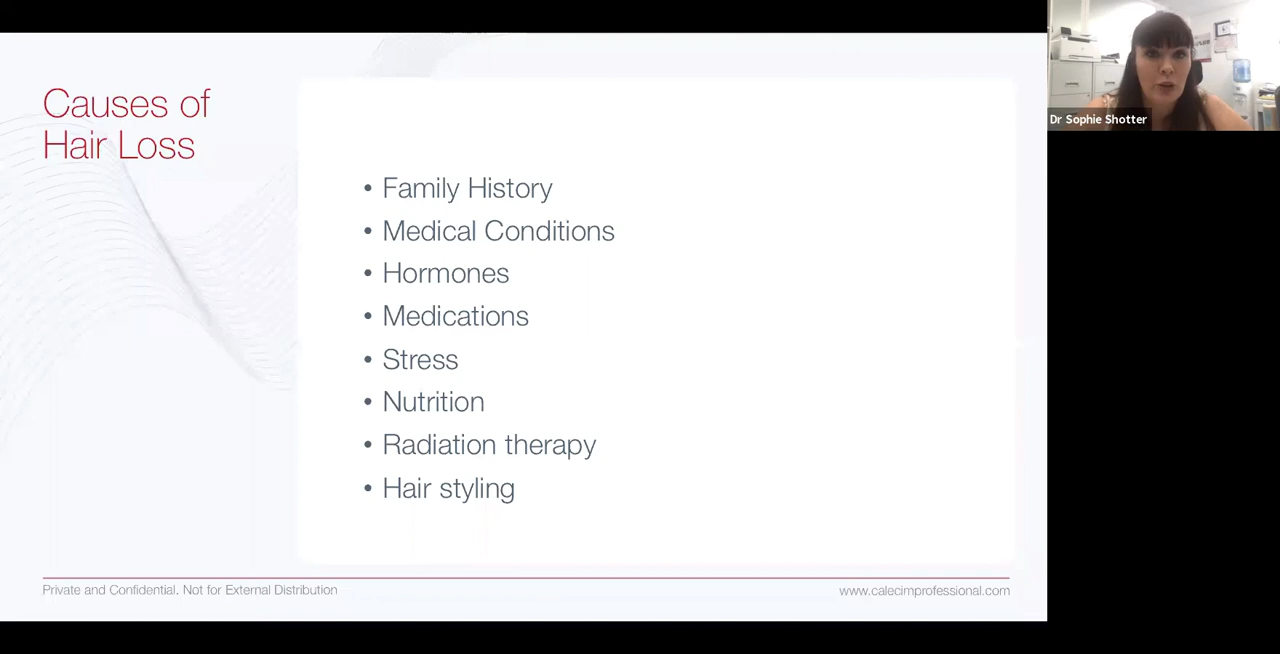 Causes of
Hair Loss
• Family History
• Medical Conditions
• Hormones
• Medications
• Stress
• Nutrition
• Radiation therapy
• Hair styling
Private and Confidential. Not for External Distribution
www.calecimprofessional.com
Dr Sophie Shotter